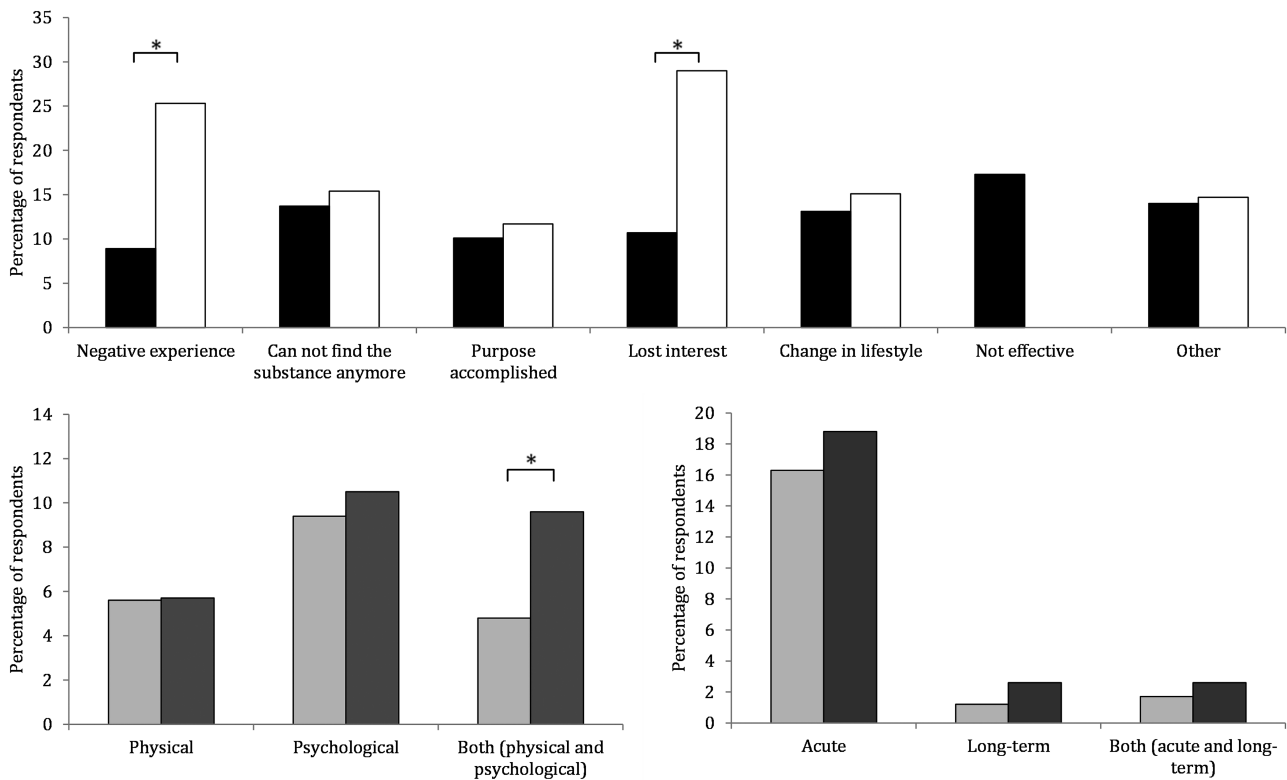 Percentage of respondents
35
30
25
20
15
10
5
0
*
*
Negative experience
Can not find the
substance anymore
Purpose
accomplished
Lost interest
Change in lifestyle
Not effective
Other
Percentage of respondents
14
12
10
8
6
4
2
0
*
Physical
Psychological
Both (physical and
psychological)
Percentage of respondents
20
18
16
14
12
10
8
6
4
2
0
Acute
Long-term
Both (acute and long-
term)